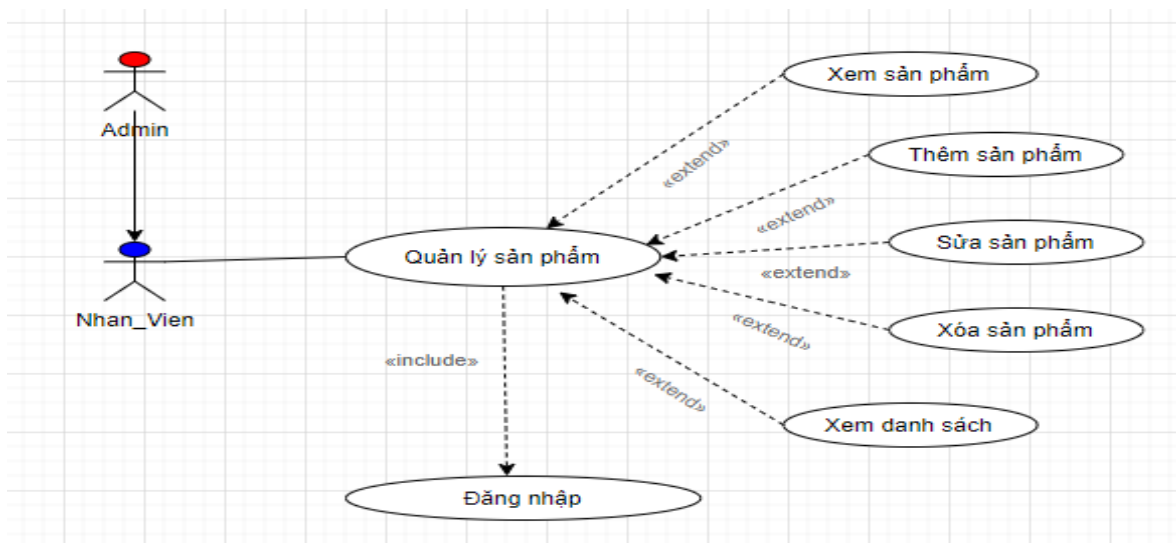 Xem sản phẩm
Admin
«extend»
Thêm sản phẩm
«extend»
Sửa sản phẩm
Quản lý sản phẩm
«extend»
Nhan_Vien
«extend»
Xóa sản phẩm
«include»
«extend»
Xem danh sách
Đăng nhập